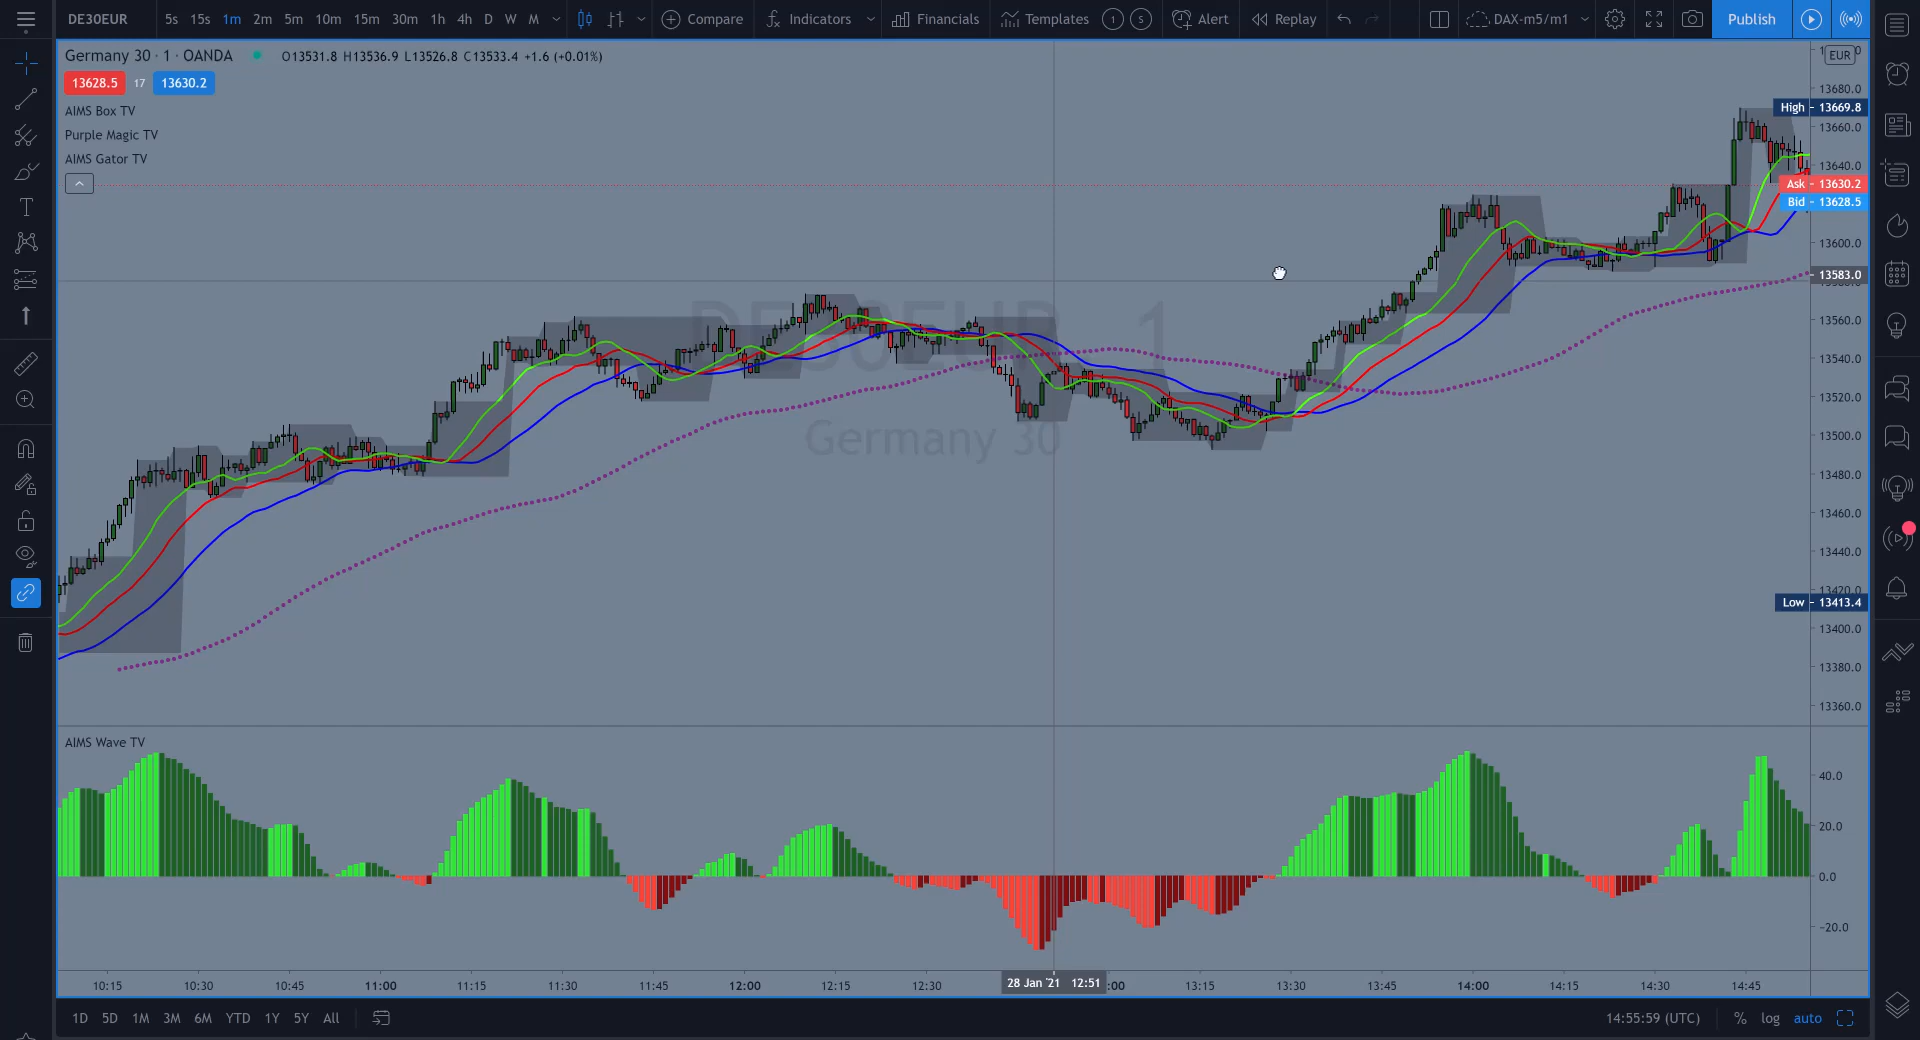 DE30EUR 5s 15s 1m 2m 5m 10m 15m 30m 1h 4h D W M Compare Indicators Financials Templates 1 5 Alert Replay DAX-m5/m1 Publish
Germany 30 · 1 · OANDA O13531.8 H13536.9 L13526.8 C13533.4 +1.6 (+0.01%)
EUR
13628.5 17 13630.2
13680.0
AIMS Box TV
High - 13669.8
13660.0
Purple Magic TV
AIMS Gator TV
13640.0
Ask - 13630.2
Bid - 13628.5
13600.0
13583.0
DE30EUR, 1
13560.0
13540.0
13520.0
Germany 30
13500.0
13480.0
13460.0
13440.0
13420.0
Low - 13413.4
13400.0
13380.0
13360.0
AIMS Wave TV
40.0
20.0
0.0
-20.0
10:15 10:30 10:45 11:00 11:15 11:30 11:45 12:00 12:15 12:30 28 Jan '21 12:51 :00 13:15 13:30 13:45 14:00 14:15 14:30 14:45
1D 5D 1M 3M 6M YTD 1Y 5Y All 14:55:59 (UTC) % log auto